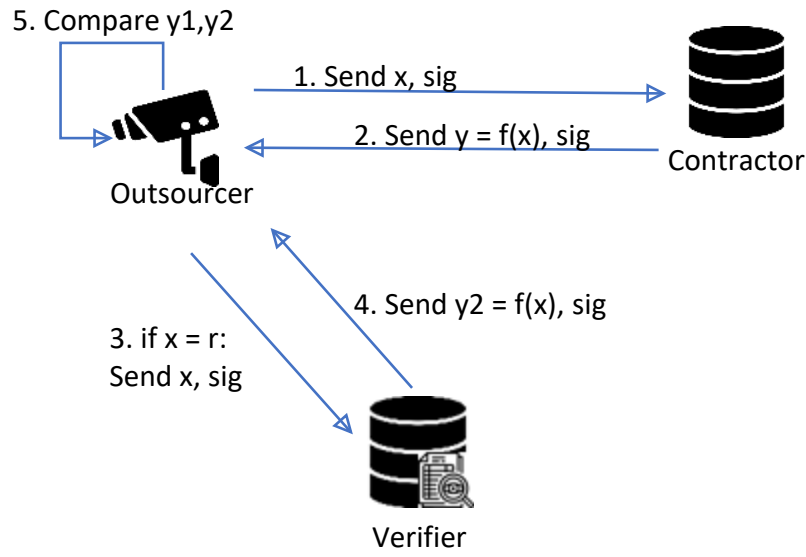 5. Compare y1,y2
1. Send x, sig
2. Send y = f(x), sig
Contractor
Outsourcer
4. Send y2 = f(x), sig
3. if x = r:
Send x, sig
Verifier